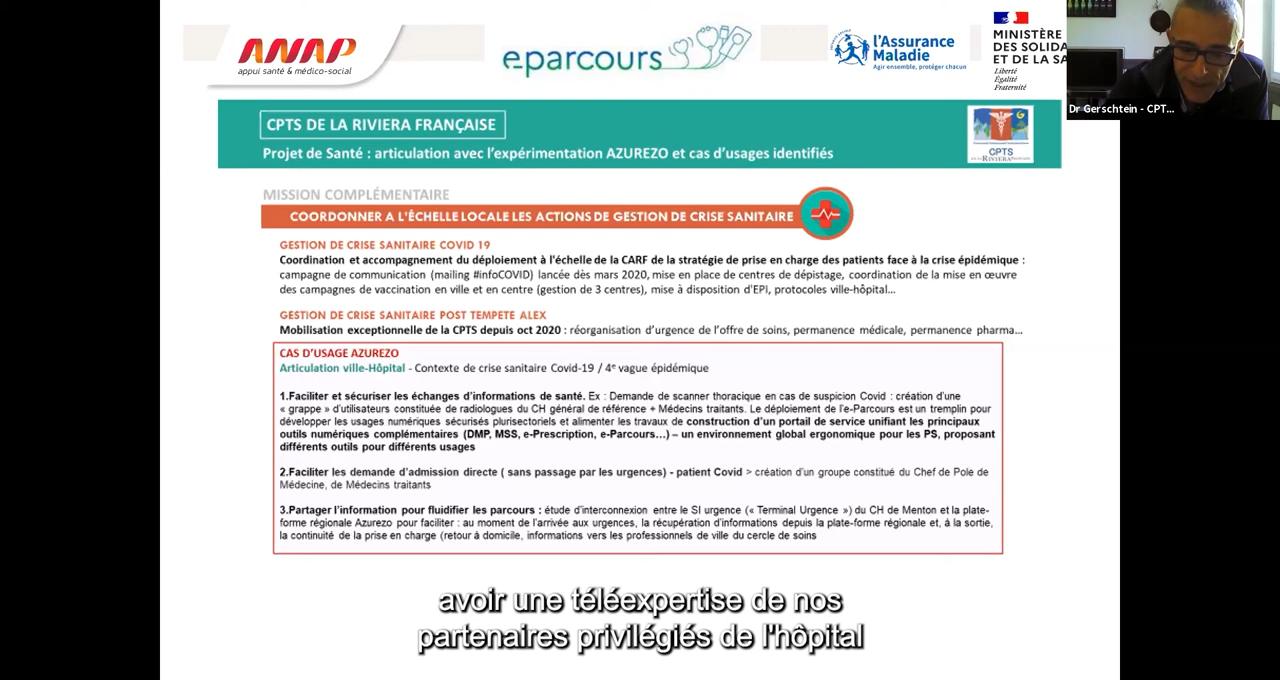 ANAP
appui santé & médico-social
e-parcours
l'Assurance
Maladie
Agir ensemble, protéger chacun
MINISTÈRE
DES SOLIDA
ET DE LA SA
Liberté
Égalité
Fraternité
Dr Gerschtein - CPT...
CPTS DE LA RIVIERA FRANÇAISE
Projet de Santé : articulation avec l'expérimentation AZUREZO et cas d'usages identifiés
CPTS
MISSION COMPLÉMENTAIRE
COORDONNER A L'ÉCHELLE LOCALE LES ACTIONS DE GESTION DE CRISE SANITAIRE
GESTION DE CRISE SANITAIRE COVID 19
Coordination et accompagnement du déploiement à l'échelle de la CARF de la stratégie de prise en charge des patients face à la crise épidémique :
campagne de communication (mailing #infoCOVID) lancée dès mars 2020, mise en place de centres de dépistage, coordination de la mise en œuvre
des campagnes de vaccination en ville et en centre (gestion de 3 centres), mise à disposition d'EPI, protocoles ville-hôpital...
GESTION DE CRISE SANITAIRE POST TEMPETE ALEX
Mobilisation exceptionnelle de la CPTS depuis oct 2020 : réorganisation d'urgence de l'offre de soins, permanence médicale, permanence pharma...
CAS D'USAGE AZUREZO
Articulation ville-Hôpital - Contexte de crise sanitaire Covid-19 / 4e vague épidémique
1.Faciliter et sécuriser les échanges d'informations de santé. Ex : Demande de scanner thoracique en cas de suspicion Covid : création d'une
« grappe » d'utilisateurs constituée de radiologues du CH général de référence + Médecins traitants. Le déploiement de l'e-Parcours est un tremplin pour
développer les usages numériques sécurisés plurisectoriels et alimenter les travaux de construction d'un portail de service unifiant les principaux
outils numériques complémentaires (DMP, MSS, e-Prescription, e-Parcours...) – un environnement global ergonomique pour les PS, proposant
différents outils pour différents usages
2.Faciliter les demande d'admission directe ( sans passage par les urgences) - patient Covid > création d'un groupe constitué du Chef de Pole de
Médecine, de Médecins traitants
3.Partager l'information pour fluidifier les parcours : étude d'interconnexion entre le SI urgence (« Terminal Urgence ») du CH de Menton et la plate-
forme régionale Azurezo pour faciliter : au moment de l'arrivée aux urgences, la récupération d'informations depuis la plate-forme régionale et, à la sortie,
la continuité de la prise en charge (retour à domicile, informations vers les professionnels de ville du cercle de soins
avoir une téléexpertise de nos
partenaires privilégiés de l'hôpital